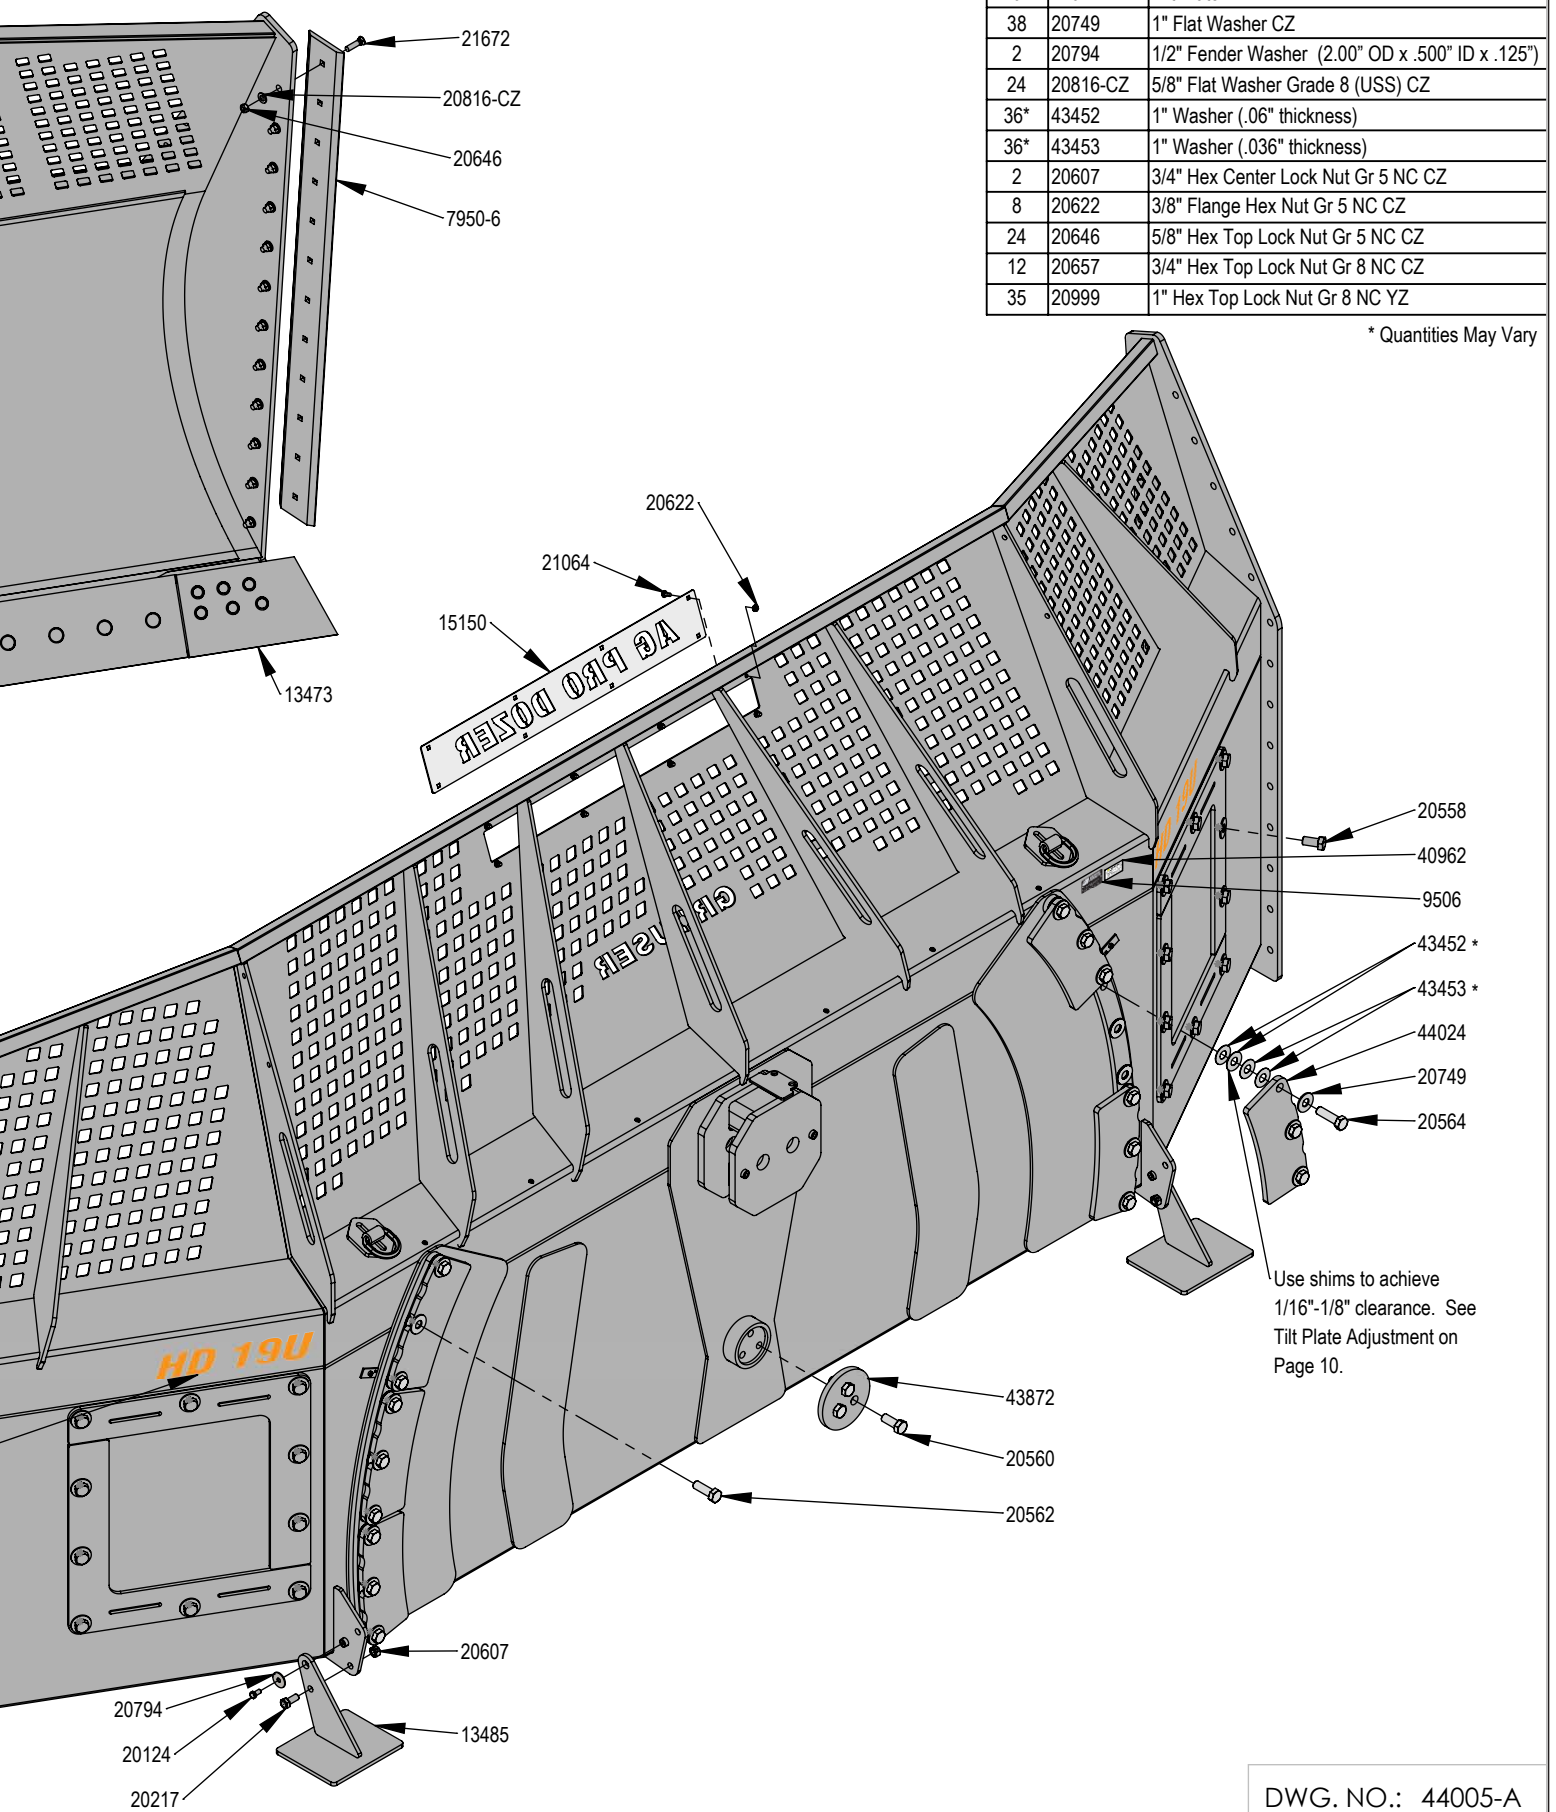 38 20749 1" Flat Washer CZ
2 20794 1/2" Fender Washer (2.00” OD x .500” ID x .125”)
24 20816-CZ 5/8" Flat Washer Grade 8 (USS) CZ
36* 43452 1" Washer (.06" thickness)
36* 43453 1" Washer (.036" thickness)
2 20607 3/4" Hex Center Lock Nut Gr 5 NC CZ
8 20622 3/8" Flange Hex Nut Gr 5 NC CZ
24 20646 5/8" Hex Top Lock Nut Gr 5 NC CZ
12 20657 3/4" Hex Top Lock Nut Gr 8 NC CZ
35 20999 1" Hex Top Lock Nut Gr 8 NC YZ
* Quantities May Vary
21672
20816-CZ
20646
7950-6
13473
20622
21064
15150
AG PRO DOZER
GR
USER
HD 19U
20558
40962
9506
43452 *
43453 *
44024
20749
20564
Use shims to achieve
1/16"-1/8" clearance. See
Tilt Plate Adjustment on
Page 10.
HD 19U
43872
20560
20562
20607
20794
20124
20217
13485
DWG. NO.: 44005-A